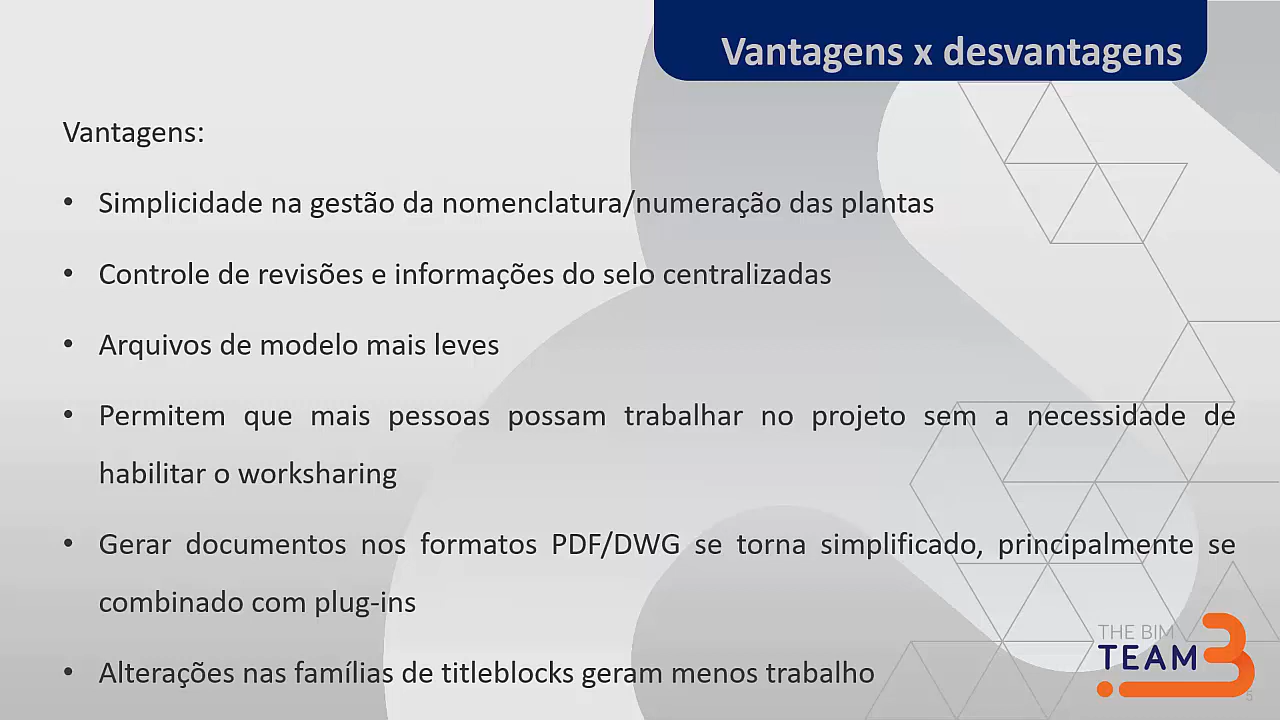 Vantagens x desvantagens
Vantagens:
• Simplicidade na gestão da nomenclatura/numeração das plantas
• Controle de revisões e informações do selo centralizadas
• Arquivos de modelo mais leves
• Permitem que mais pessoas possam trabalhar no projeto sem a necessidade de
habilitar o worksharing
• Gerar documentos nos formatos PDF/DWG se torna simplificado, principalmente se
combinado com plug-ins
• Alterações nas famílias de titleblocks geram menos trabalho
THE BIM
TEAM
5